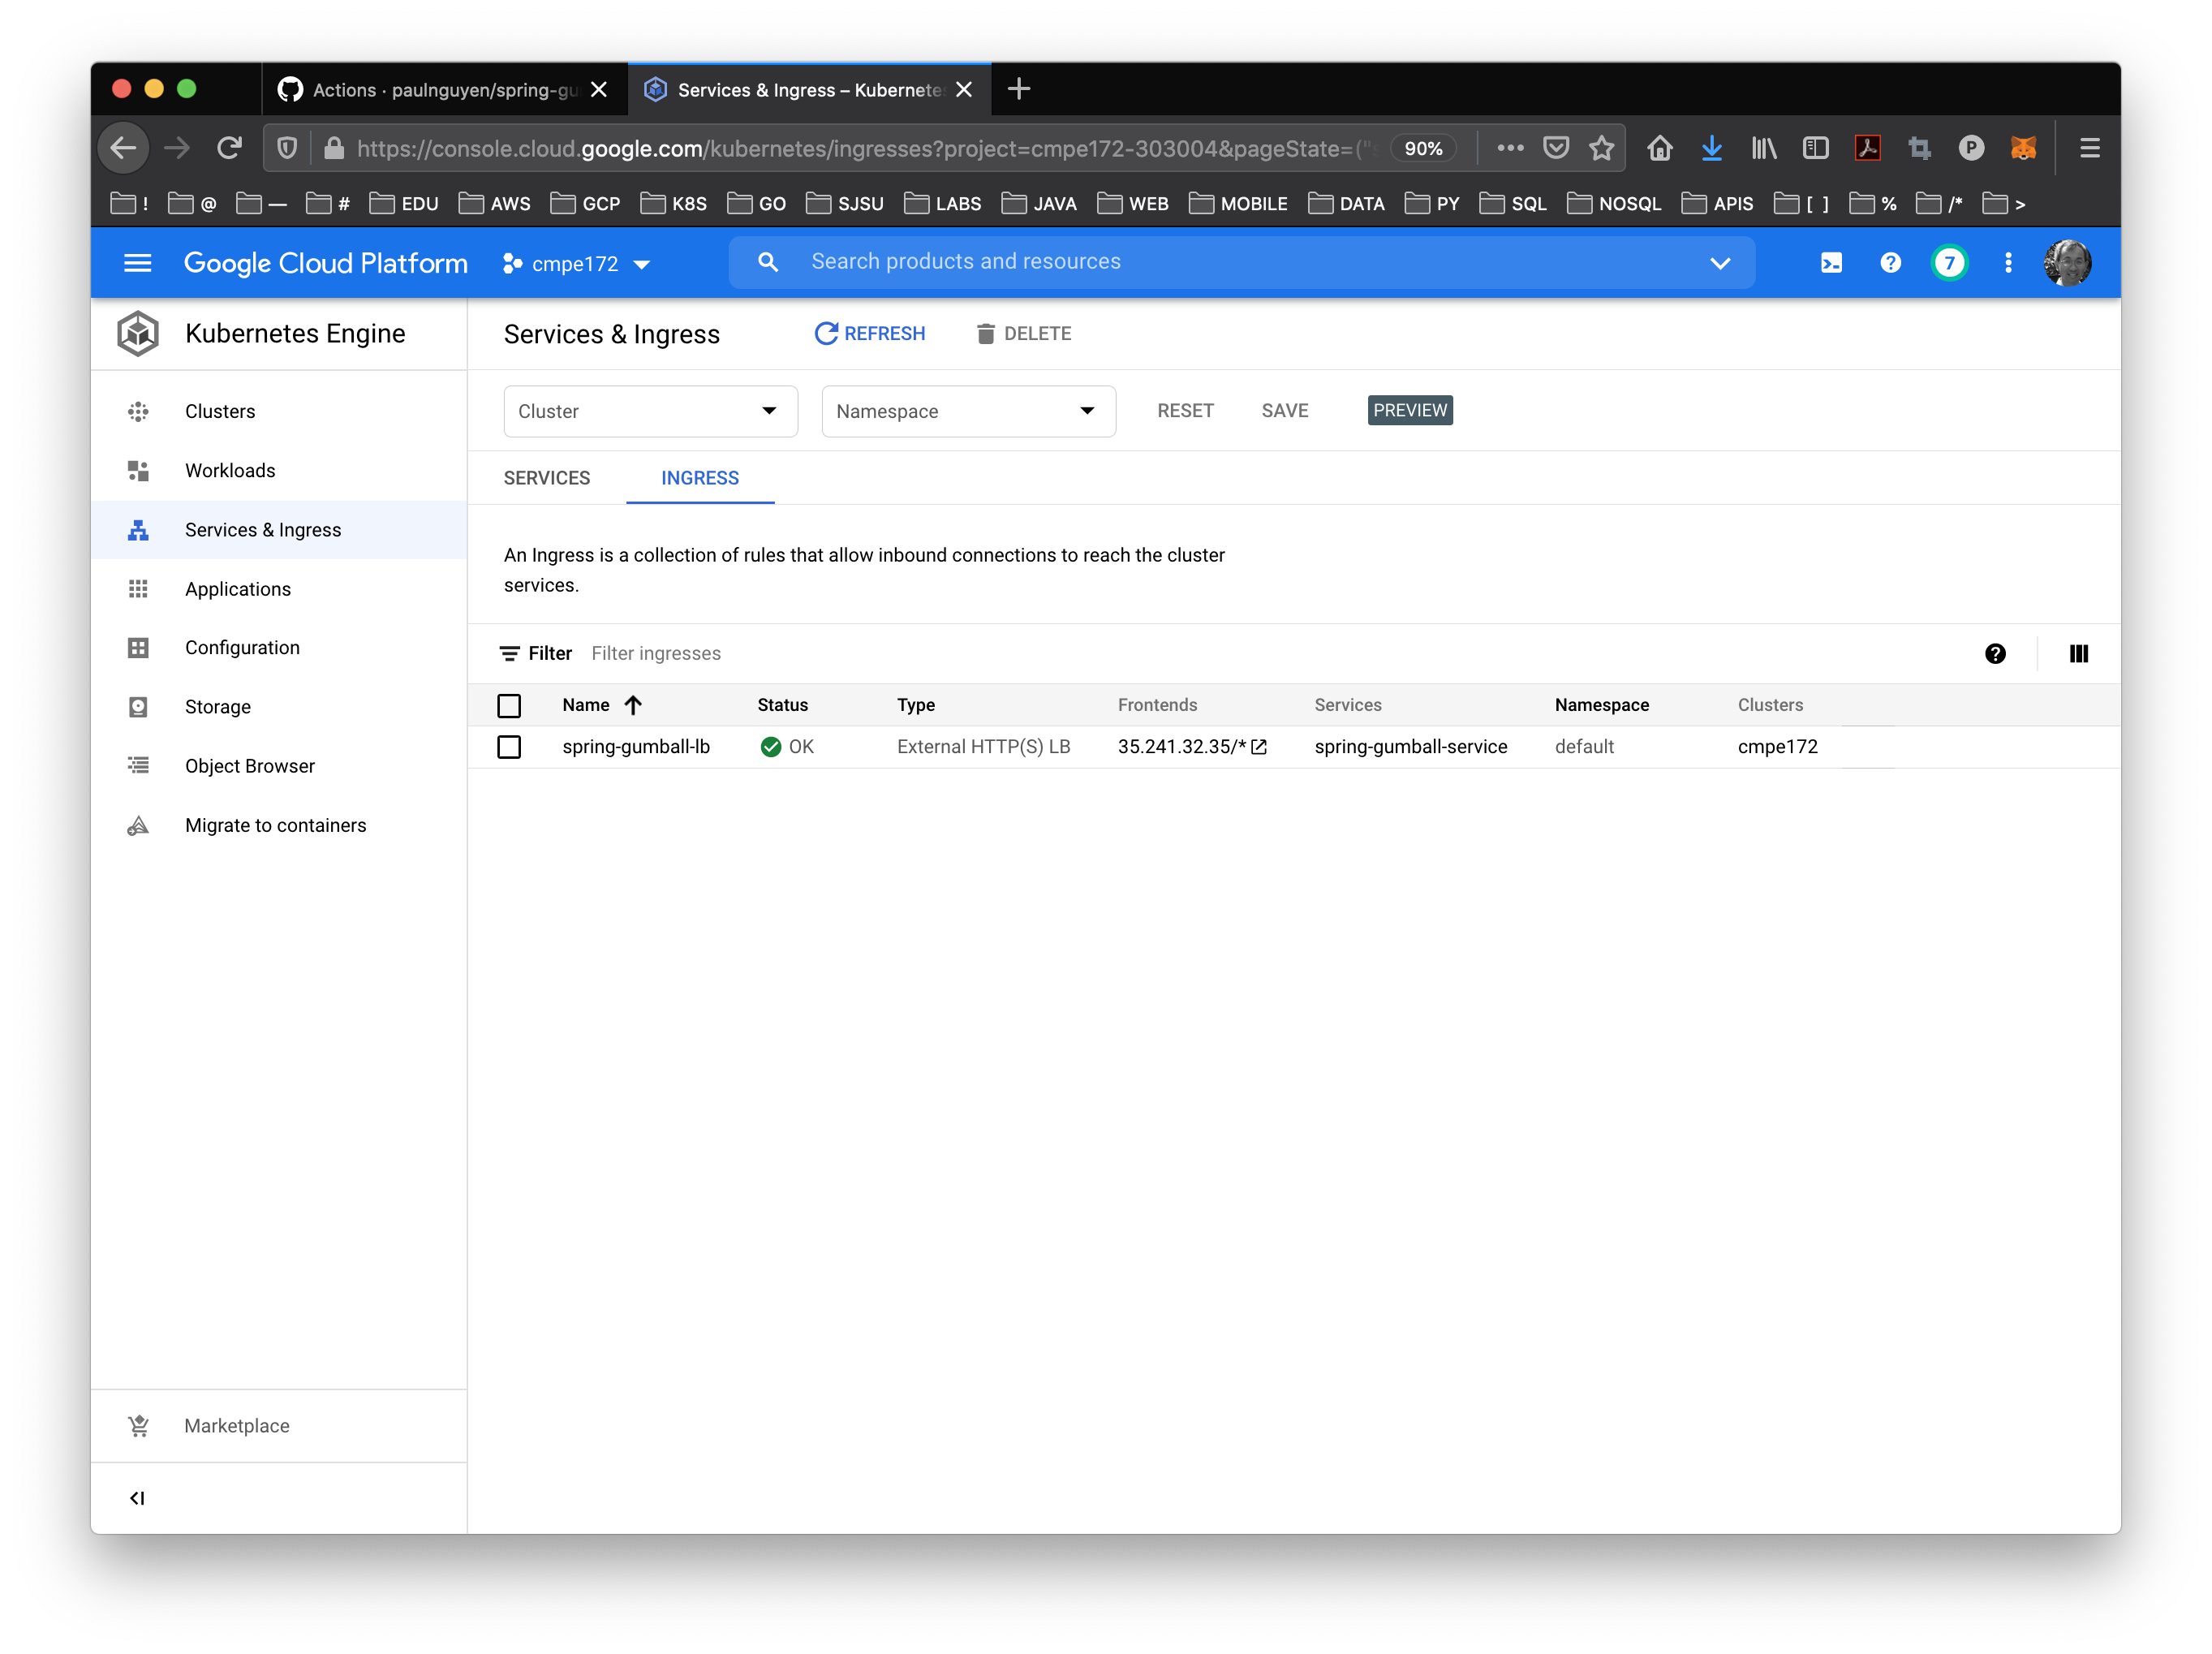 Actions · paulnguyen/spring-gu
Services & Ingress – Kubernetes
https://console.cloud.google.com/kubernetes/ingresses?project=cmpe172-303004&pageState=("s
90%
P
! @ — # EDU AWS GCP K8S GO SJSU LABS JAVA WEB MOBILE DATA PY SQL NOSQL APIS [ ] % /* >
Google Cloud Platform
cmpe172
Search products and resources
7
Kubernetes Engine
Clusters
Workloads
Services & Ingress
Applications
Configuration
Storage
Object Browser
Migrate to containers
Marketplace
Services & Ingress
REFRESH
DELETE
Cluster
Namespace
RESET
SAVE
PREVIEW
SERVICES
INGRESS
An Ingress is a collection of rules that allow inbound connections to reach the cluster
services.
Filter Filter ingresses
Name Status Type Frontends Services Namespace Clusters
spring-gumball-lb OK External HTTP(S) LB 35.241.32.35/* spring-gumball-service default cmpe172